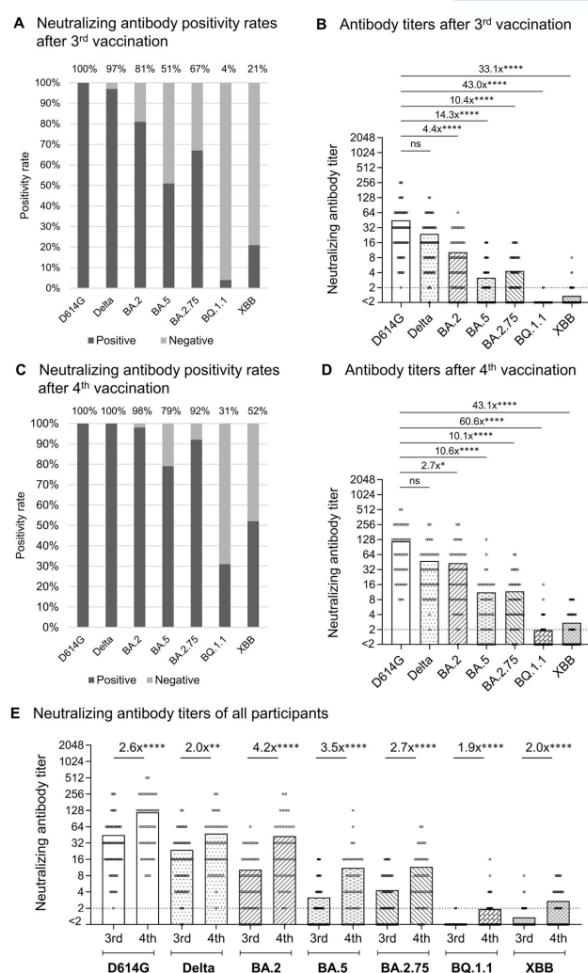 A Neutralizing antibody positivity rates
after 3rd vaccination
100% 97% 81% 51% 67% 4% 21%
100%
90%
80%
70%
60%
50%
40%
30%
20%
10%
0%
Positivity rate
D614G Delta BA.2 BA.5 BA.2.75 BQ.1.1 XBB
Positive Negative
B Antibody titers after 3rd vaccination
33.1x****
43.0x****
10.4x****
14.3x****
4.4x****
ns
2048
1024
512
256
128
64
32
16
8
4
2
<2
Neutralizing antibody titer
D614G Delta BA.2 BA.5 BA.2.75 BQ.1.1 XBB
C Neutralizing antibody positivity rates
after 4th vaccination
100% 100% 98% 79% 92% 31% 52%
100%
90%
80%
70%
60%
50%
40%
30%
20%
10%
0%
Positivity rate
D614G Delta BA.2 BA.5 BA.2.75 BQ.1.1 XBB
Positive Negative
D Antibody titers after 4th vaccination
43.1x****
60.6x****
10.1x****
10.6x****
2.7x*
ns
2048
1024
512
256
128
64
32
16
8
4
2
<2
Neutralizing antibody titer
D614G Delta BA.2 BA.5 BA.2.75 BQ.1.1 XBB
E Neutralizing antibody titers of all participants
2.6x**** 2.0x** 4.2x**** 3.5x**** 2.7x**** 1.9x**** 2.0x****
2048
1024
512
256
128
64
32
16
8
4
2
<2
Neutralizing antibody titer
3rd 4th 3rd 4th 3rd 4th 3rd 4th 3rd 4th 3rd 4th 3rd 4th
D614G Delta BA.2 BA.5 BA.2.75 BQ.1.1 XBB